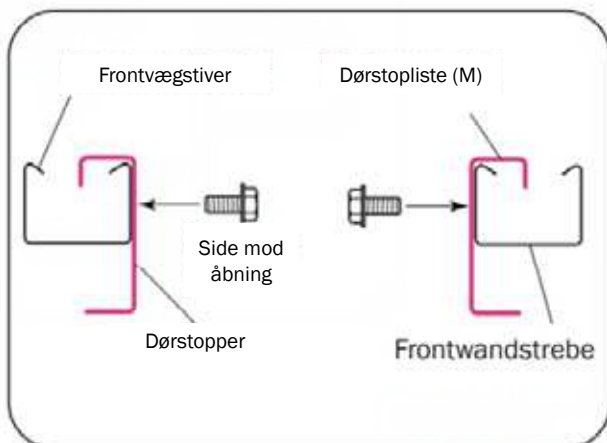 Frontvægstiver
Dørstopliste (M)
Side mod
åbning
Dørstopper
Frontwandstrebe